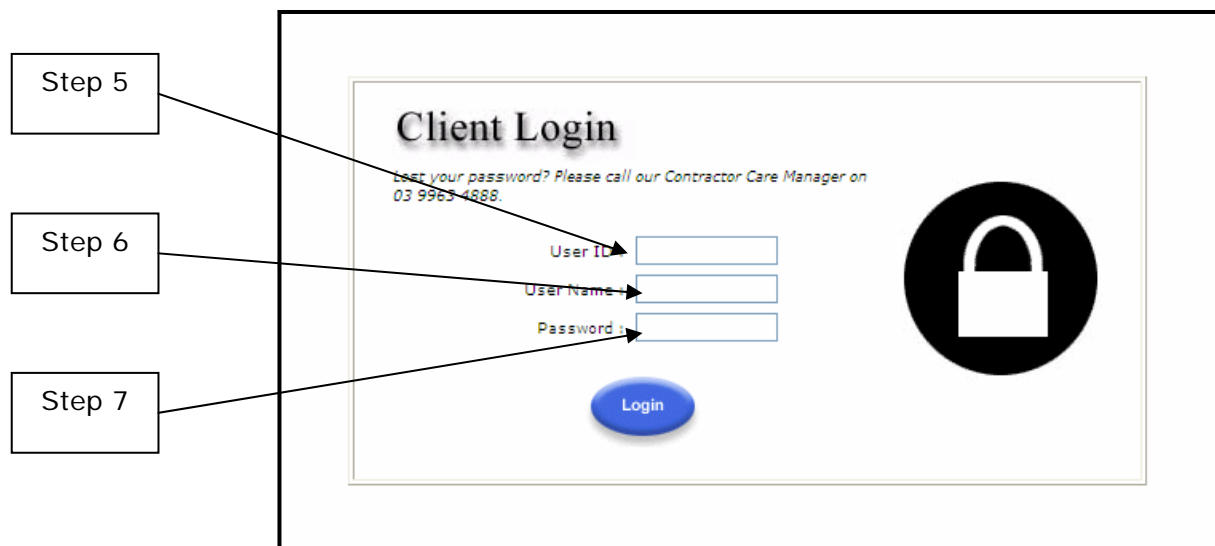 Step 5
Client Login
Lost your password? Please call our Contractor Care Manager on
03 9963 4888.
Step 6
User ID :
User Name :
Password :
Step 7
Login